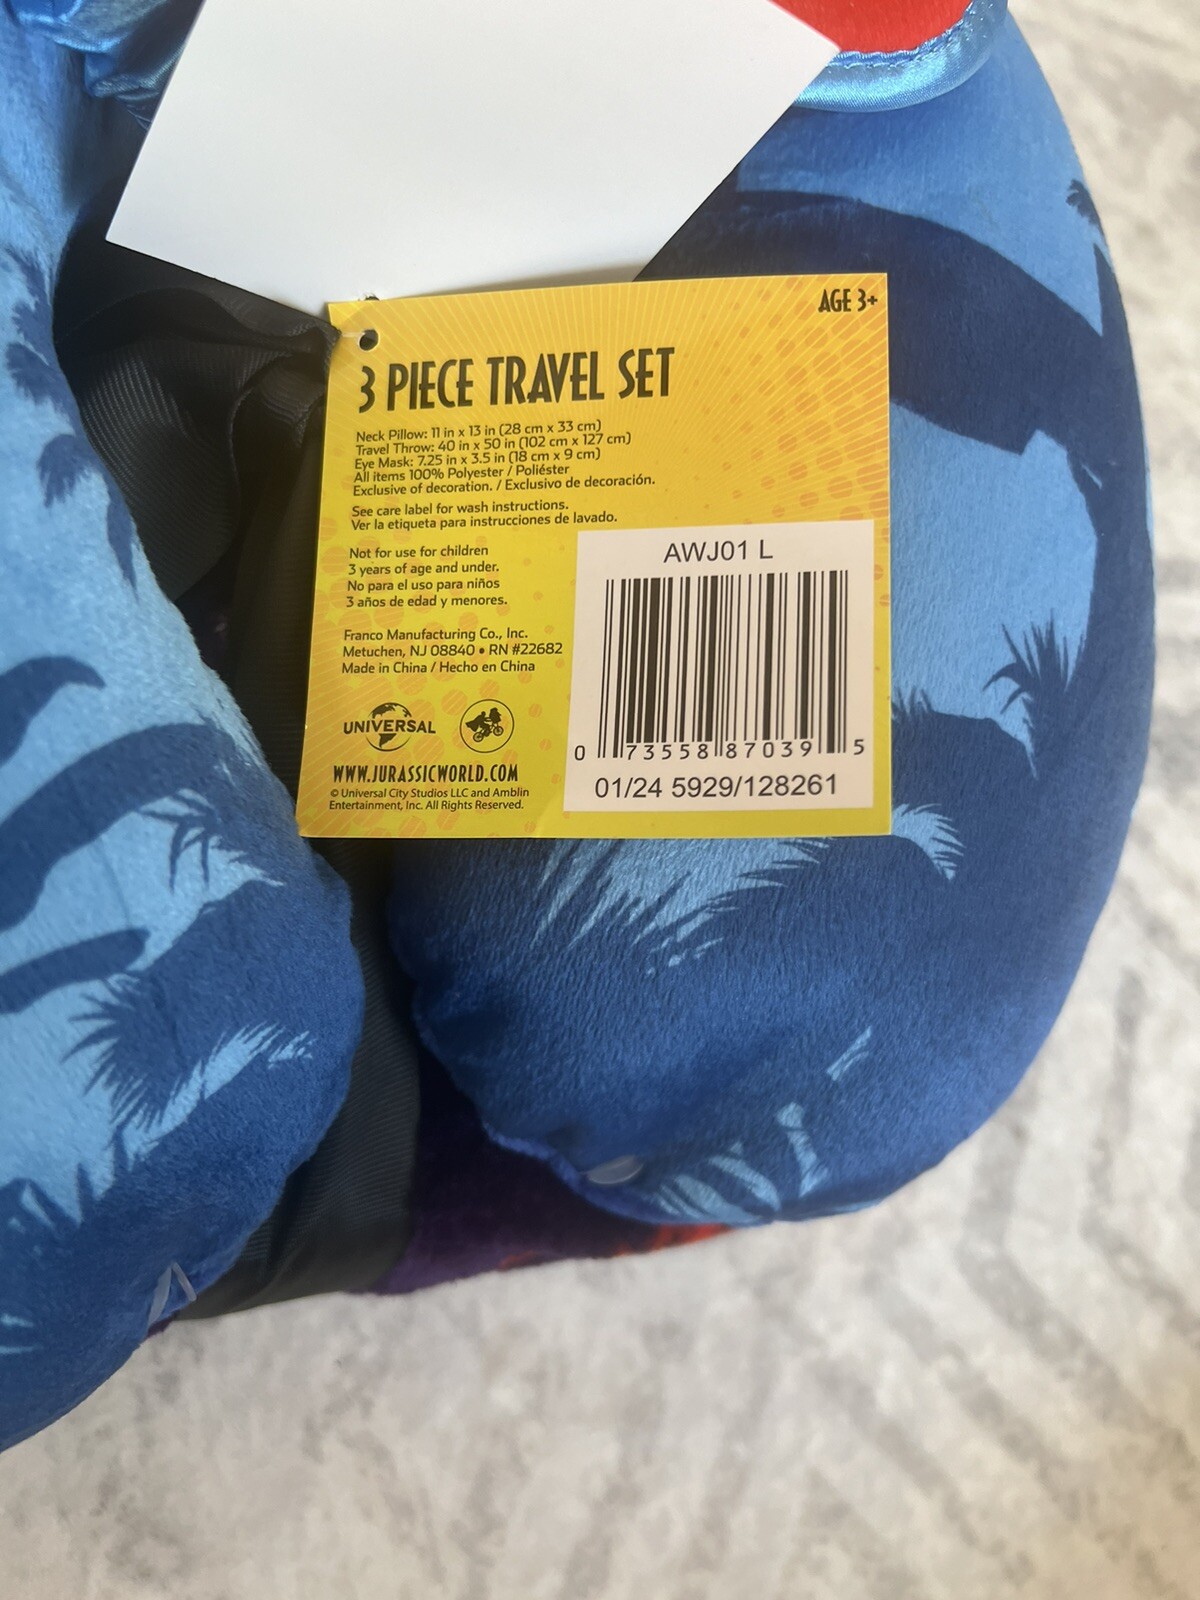 AGE 3+
3 PIECE TRAVEL SET
Neck Pillow: 11 in x 13 in (28 cm x 33 cm)
Travel Throw: 40 in x 50 in (102 cm x 127 cm)
Eye Mask: 7.25 in x 3.5 in (18 cm x 9 cm)
All items 100% Polyester / Poliéster
Exclusive of decoration. / Exclusivo de decoración.
See care label for wash instructions.
Ver la etiqueta para instrucciones de lavado.
Not for use for children
3 years of age and under.
No para el uso para niños
3 años de edad y menores.
Franco Manufacturing Co., Inc.
Metuchen, NJ 08840 • RN #22682
Made in China / Hecho en China
UNIVERSAL
WWW.JURASSICWORLD.COM
© Universal City Studios LLC and Amblin
Entertainment, Inc. All Rights Reserved.
AWJ01 L
0 73558 87039 5
01/24 5929/128261